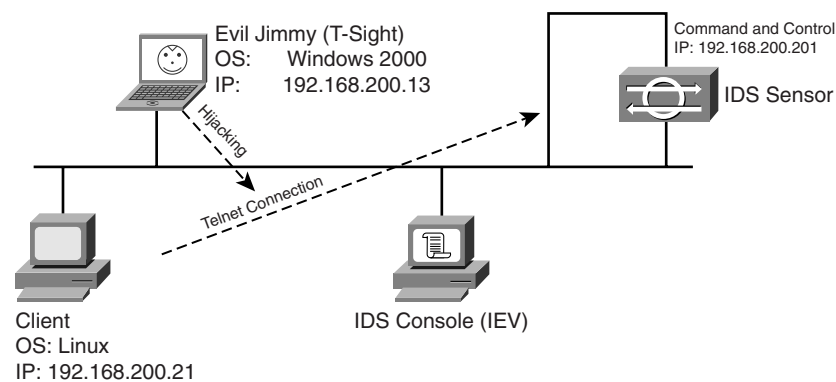 Evil Jimmy (T-Sight)
OS: Windows 2000
IP: 192.168.200.13
Command and Control
IP: 192.168.200.201
IDS Sensor
Hijacking
Telnet Connection
Client
OS: Linux
IP: 192.168.200.21
IDS Console (IEV)